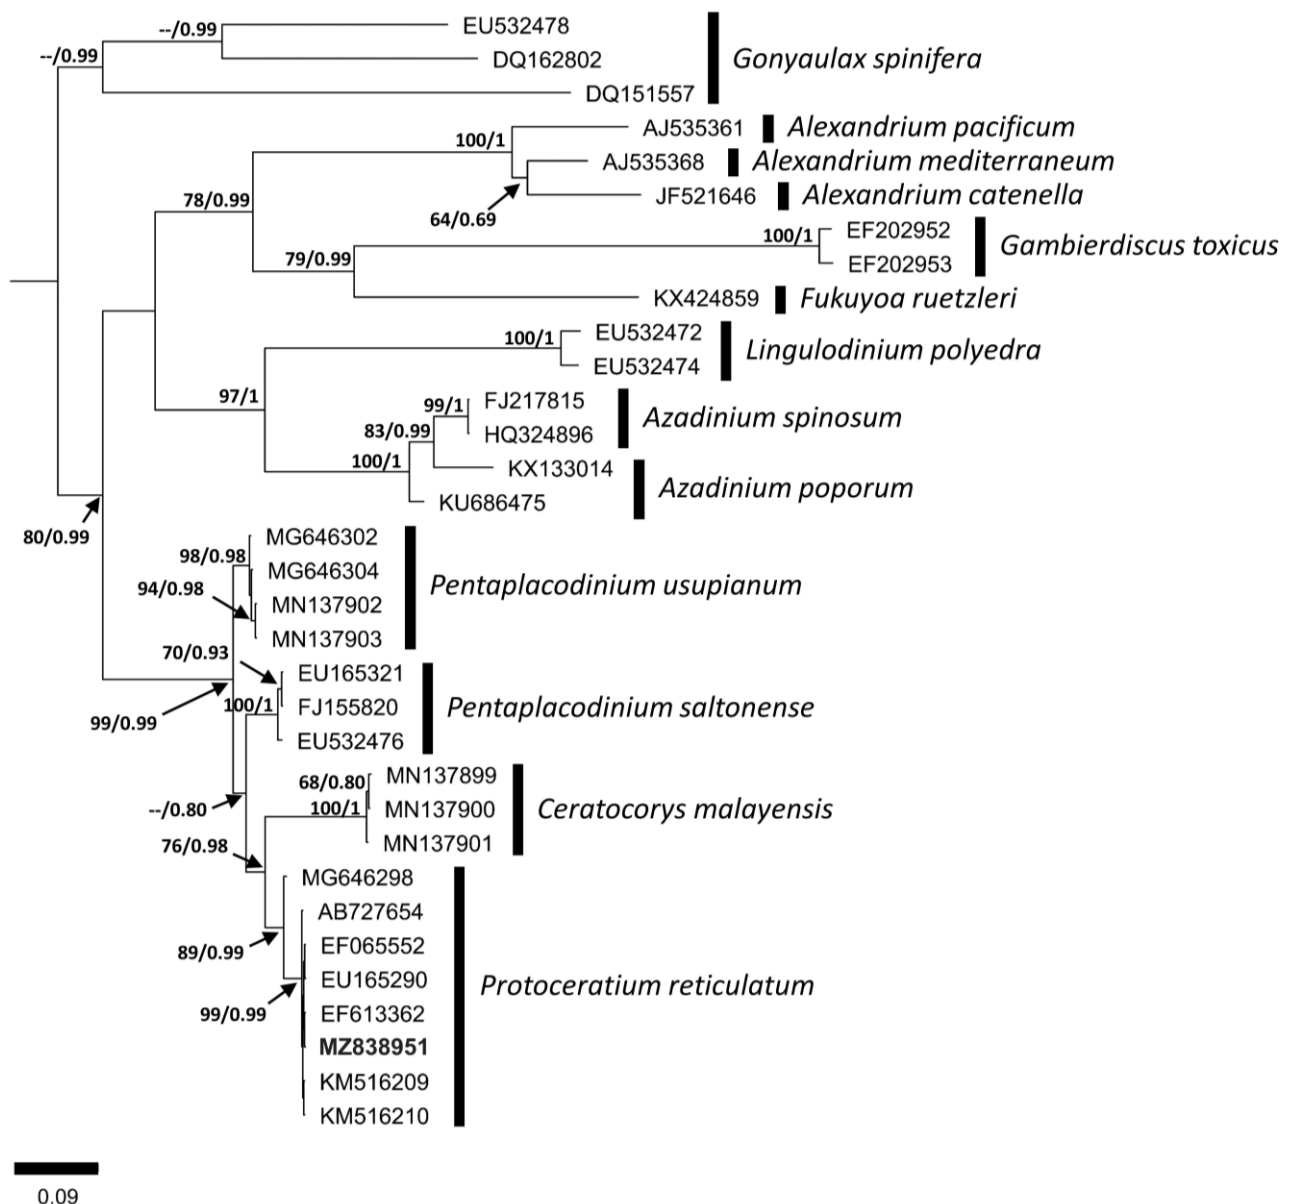 EU532478
--/0.99
--/0.99
DQ162802
Gonyaulax spinifera
DQ151557
AJ535361
Alexandrium pacificum
100/1
AJ535368
Alexandrium mediterraneum
JF521646
Alexandrium catenella
78/0.99
64/0.69
EF202952
100/1
Gambierdiscus toxicus
79/0.99
EF202953
KX424859
Fukuyoa ruetzleri
EU532472
100/1
Lingulodinium polyedra
EU532474
97/1
FJ217815
99/1
Azadinium spinosum
83/0.99
HQ324896
100/1
KX133014
Azadinium poporum
KU686475
80/0.99
MG646302
98/0.98
MG646304
94/0.98
Pentaplacodinium usupianum
MN137902
MN137903
70/0.93
EU165321
100/1
FJ155820
Pentaplacodinium saltonense
99/0.99
EU532476
MN137899
68/0.80
--/0.80
100/1
MN137900
Ceratocorys malayensis
76/0.98
MN137901
MG646298
AB727654
89/0.99
EF065552
EU165290
Protoceratium reticulatum
99/0.99
EF613362
MZ838951
KM516209
KM516210
0.09